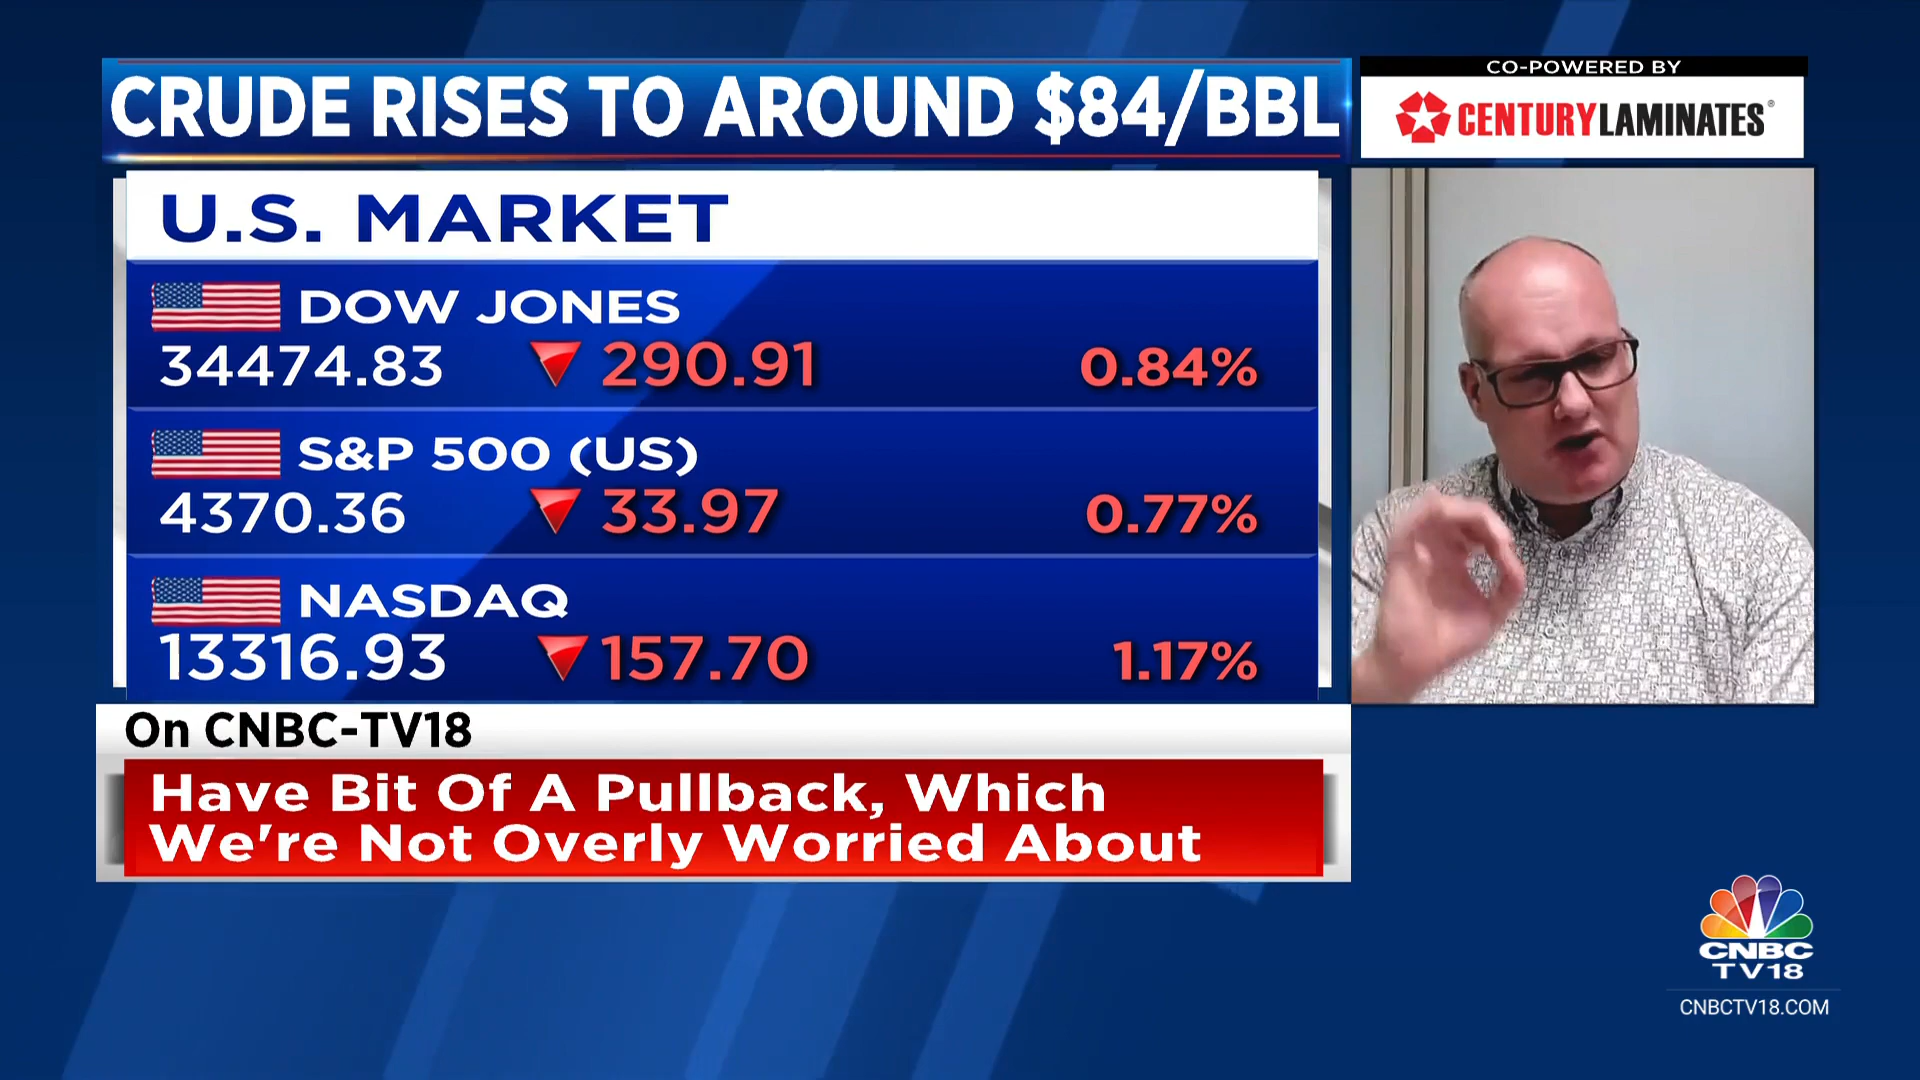 CRUDE RISES TO AROUND $84/BBL
CO-POWERED BY
CENTURYLAMINATES®
U.S. MARKET
DOW JONES
34474.83 290.91 0.84%
S&P 500 (US)
4370.36 33.97 0.77%
NASDAQ
13316.93 157.70 1.17%
On CNBC-TV18
Have Bit Of A Pullback, Which
We're Not Overly Worried About
CNBC
TV18
CNBCTV18.COM